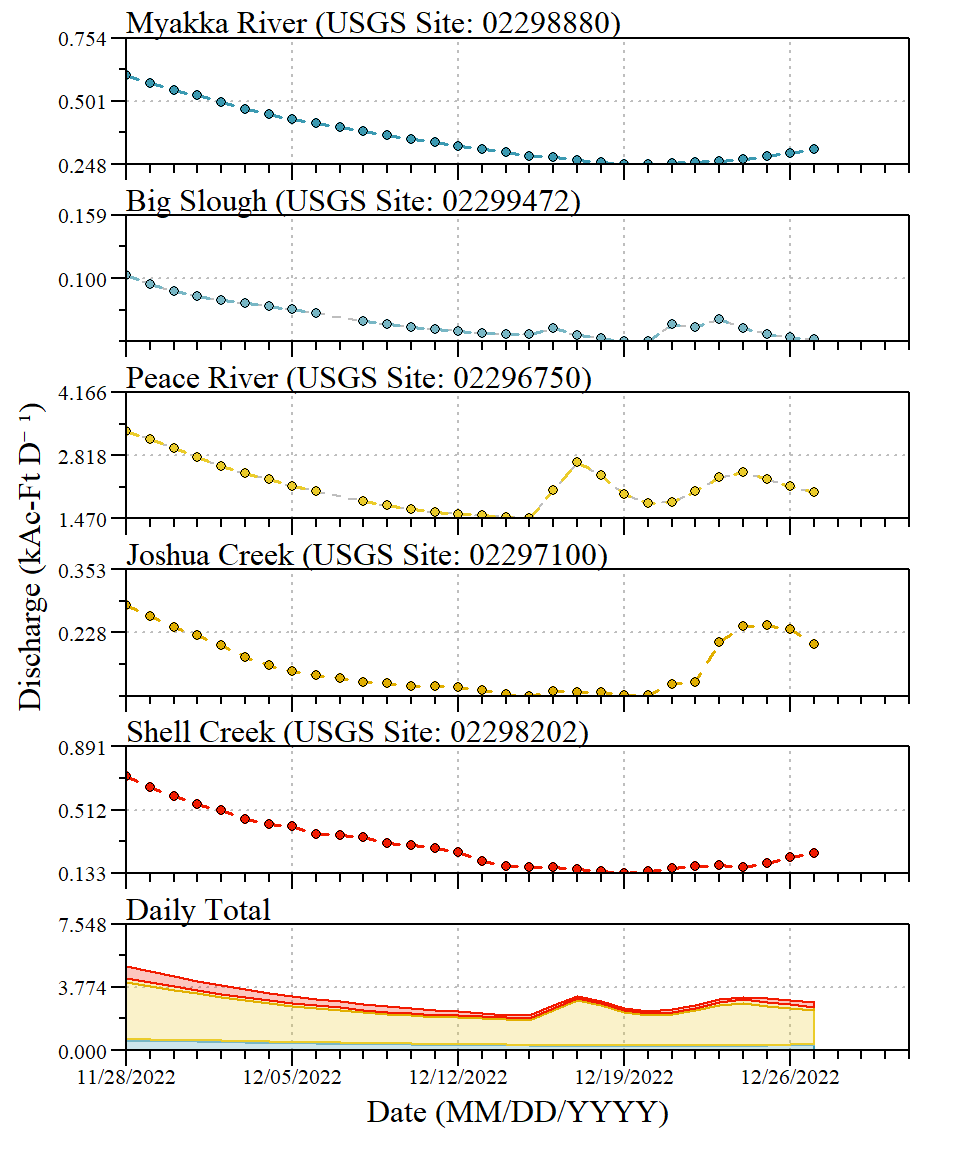 Myakka River (USGS Site: 02298880)
0.754
0.501
0.248
Big Slough (USGS Site: 02299472)
0.159
0.100
Peace River (USGS Site: 02296750)
4.166
2.818
1.470
Joshua Creek (USGS Site: 02297100)
0.353
0.228
Shell Creek (USGS Site: 02298202)
0.891
0.512
0.133
Daily Total
7.548
3.774
0.000
11/28/2022 12/05/2022 12/12/2022 12/19/2022 12/26/2022
Date (MM/DD/YYYY)
Discharge (kAc-Ft D⁻¹)